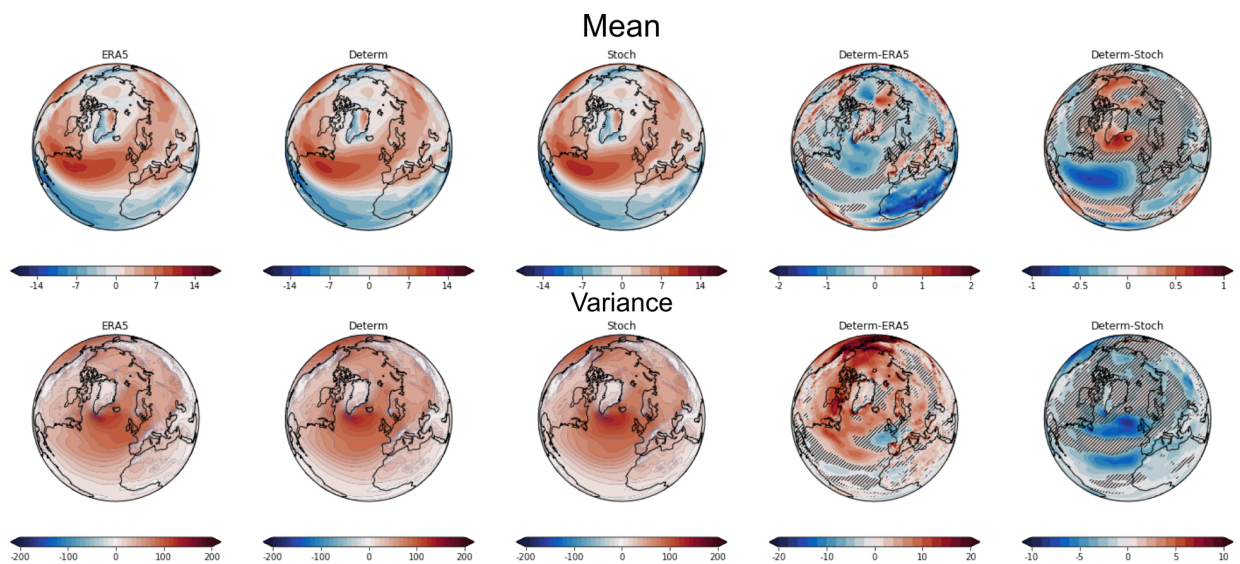 Mean
ERA5 Determ Stoch Determ-ERA5 Determ-Stoch
-14 -7 0 7 14 -14 -7 0 7 14 -14 -7 0 7 14 -2 -1 0 1 2 -1 -0.5 0 0.5 1
Variance
ERA5 Determ Stoch Determ-ERA5 Determ-Stoch
-200 -100 0 100 200 -200 -100 0 100 200 -200 -100 0 100 200 -20 -10 0 10 20 -10 -5 0 5 10